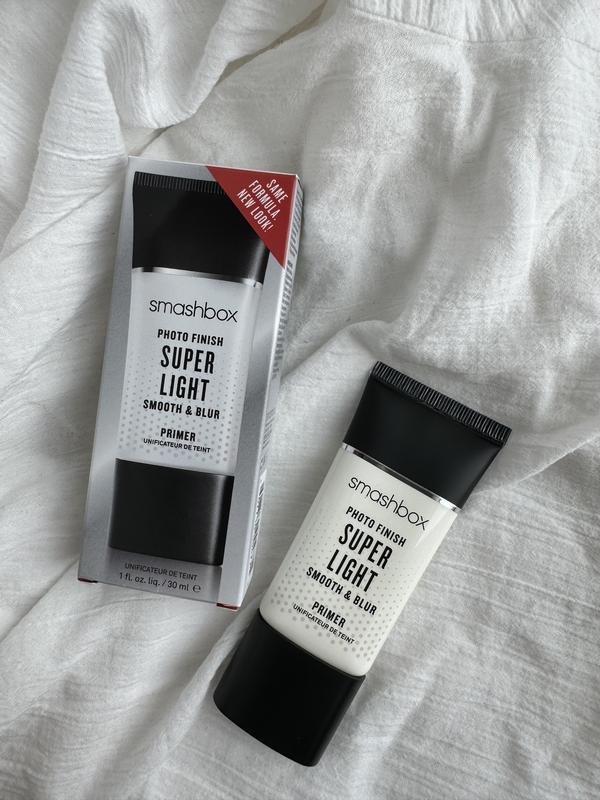 SAME
FORMULA.
NEW LOOK!
smashbox
PHOTO FINISH
SUPER
LIGHT
SMOOTH & BLUR
PRIMER
UNIFICATEUR DE TEINT
UNIFICATEUR DE TEINT
1 fl. oz. liq. / 30 ml ℮
smashbox
PHOTO FINISH
SUPER
LIGHT
SMOOTH & BLUR
PRIMER
UNIFICATEUR DE TEINT